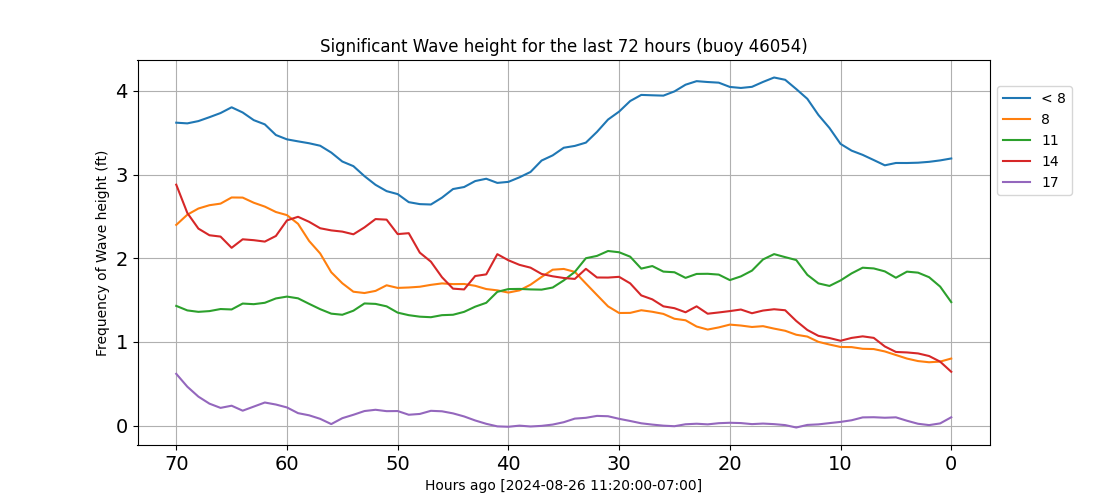 Significant Wave height for the last 72 hours (buoy 46054)
Frequency of Wave height (ft)
4
3
2
1
0
70 60 50 40 30 20 10 0
Hours ago [2024-08-26 11:20:00-07:00]
< 8
8
11
14
17